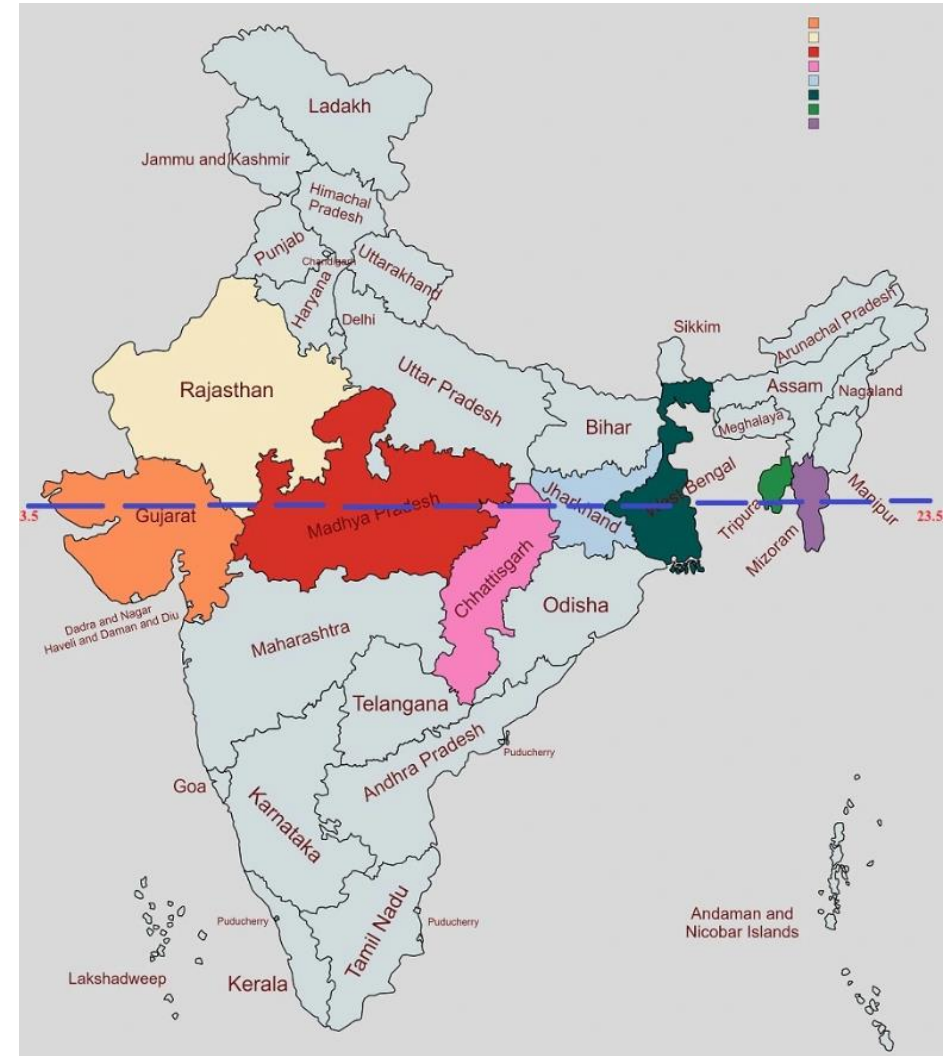 Ladakh
Jammu and Kashmir
Himachal
Pradesh
Punjab
Chandigarh
Uttarakhand
Haryana
Delhi
Sikkim
Arunachal Pradesh
Rajasthan
Uttar Pradesh
Assam
Nagaland
Bihar
Meghalaya
Gujarat
Madhya Pradesh
Jharkhand
West Bengal
Tripura
Mizoram
Manipur
3.5
23.5
Chhattisgarh
Odisha
Dadra and Nagar
Haveli and Daman and Diu
Maharashtra
Telangana
Andhra Pradesh
Puducherry
Goa
Karnataka
Puducherry
Puducherry
Tamil Nadu
Andaman and
Nicobar Islands
Lakshadweep
Kerala